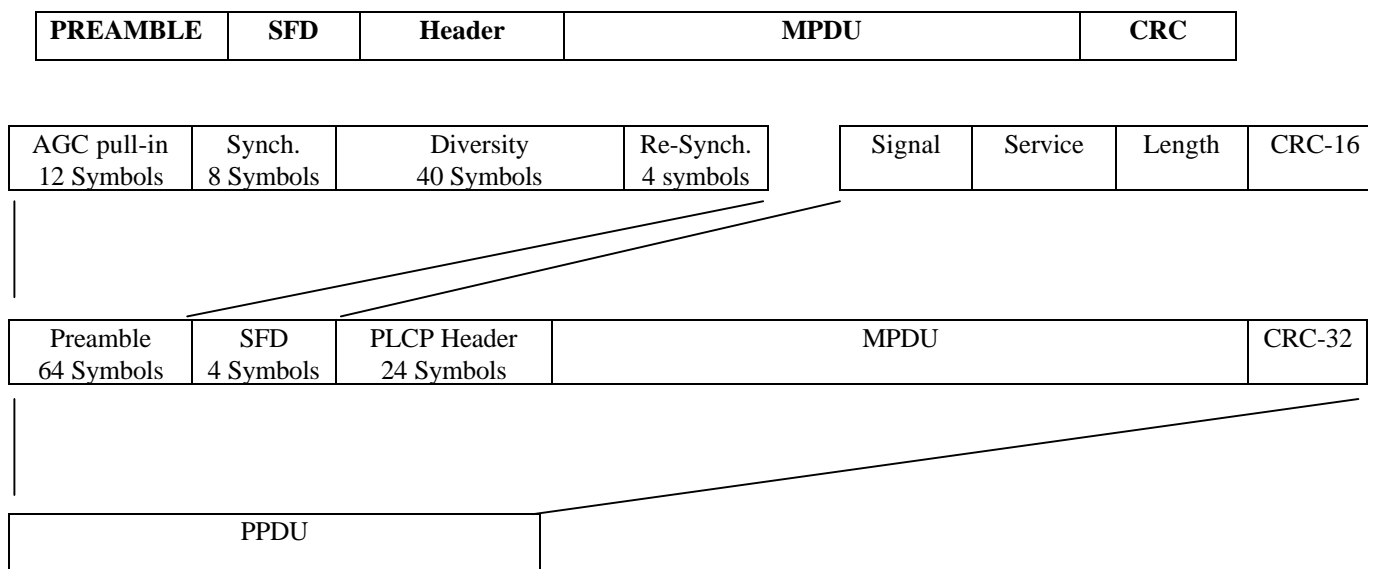 PREAMBLE SFD Header MPDU CRC
AGC pull-in Synch. Diversity Re-Synch. Signal Service Length CRC-16
12 Symbols 8 Symbols 40 Symbols 4 symbols
Preamble SFD PLCP Header MPDU CRC-32
64 Symbols 4 Symbols 24 Symbols
PPDU